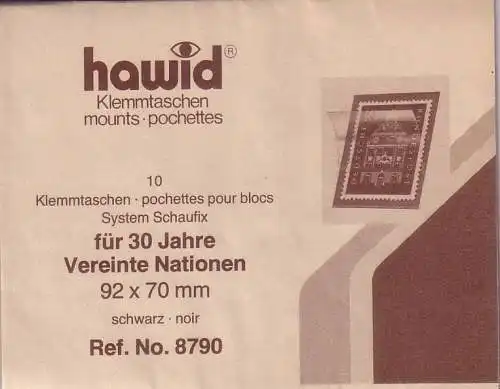 hawid®
Klemmtaschen
mounts · pochettes
10
Klemmtaschen · pochettes pour blocs
System Schaufix
für 30 Jahre
Vereinte Nationen
92 x 70 mm
schwarz · noir
Ref. No. 8790